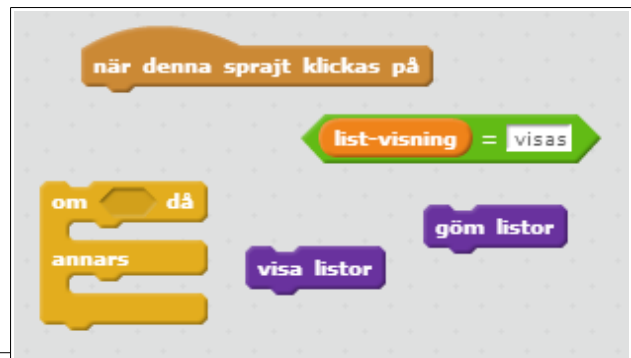 när denna sprajt klickas på
list-visning = visas
om då
göm listor
annars
visa listor